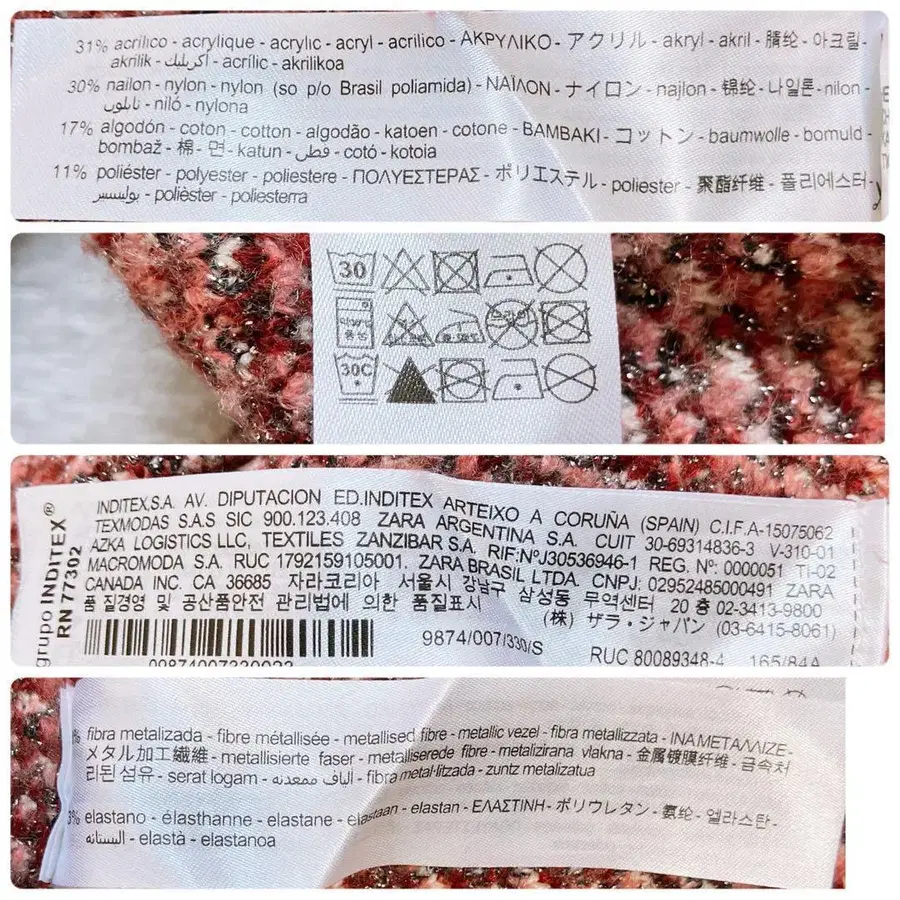 31% acrílico - acrylique - acrylic - acryl - acrilico - ΑΚΡΥΛΙΚΟ - アクリル - akryl - akril - 腈纶 - 아크릴 -
akrilik - أكريليك - acrílic - akrilikoa
30% nailon - nylon - nylon (so p/o Brasil poliamida) - ΝΑΪΛΟΝ - ナイロン - najlon - 锦纶 - 나일론 - nilon -
نايلون - niló - nylona
17% algodón - coton - cotton - algodão - katoen - cotone - BAMBAKI - コットン - baumwolle - bomuld -
bombaž - 棉 - 면 - katun - قطن - cotó - kotoia
11% poliéster - polyester - poliestere - ΠΟΛΥΕΣΤΕΡΑΣ - ポリエステル - poliester - 聚酯纤维 - 폴리에스터 -
بوليستر - polièster - poliesterra
30
30C
grupo INDITEX®
RN 77302
INDITEX,S.A. AV. DIPUTACION ED.INDITEX ARTEIXO A CORUÑA (SPAIN) C.I.F.A-15075062
TEXMODAS S.A.S SIC 900.123.408 ZARA ARGENTINA S.A. CUIT 30-69314836-3 V-310-01
AZKA LOGISTICS LLC, TEXTILES ZANZIBAR S.A. RIF:NºJ30536946-1 REG. Nº: 0000051 TI-02
MACROMODA S.A. RUC 1792159105001. ZARA BRASIL LTDA. CNPJ: 02952485000491 ZARA
CANADA INC. CA 36685 자라코리아 서울시 강남구 삼성동 무역센터 20 층 02-3413-9800
품 질경영 및 공산품안전 관리법에 의한 품질표시
(株) ザラ・ジャパン (03-6415-8061)
9874/007/330/S
RUC 80089348-4 165/84A
09874007330022
% fibra metalizada - fibre métallisée - metallised fibre - metallic vezel - fibra metallizzata - ΙΝΑ ΜΕΤΑΛΛΙΖΕ -
メタル加工繊維 - metallisierte faser - metalliserede fibre - metalizirana vlakna - 金属镀膜纤维 - 금속처
리된 섬유 - serat logam - ألياف ممعدنه - fibra metal·litzada - zuntz metalizatua
3% elastano - élasthanne - elastane - elastaan - elastan - ΕΛΑΣΤΙΝΗ - ポリウレタン - 氨纶 - 엘라스탄 -
اليستانه - elastà - elastanoa